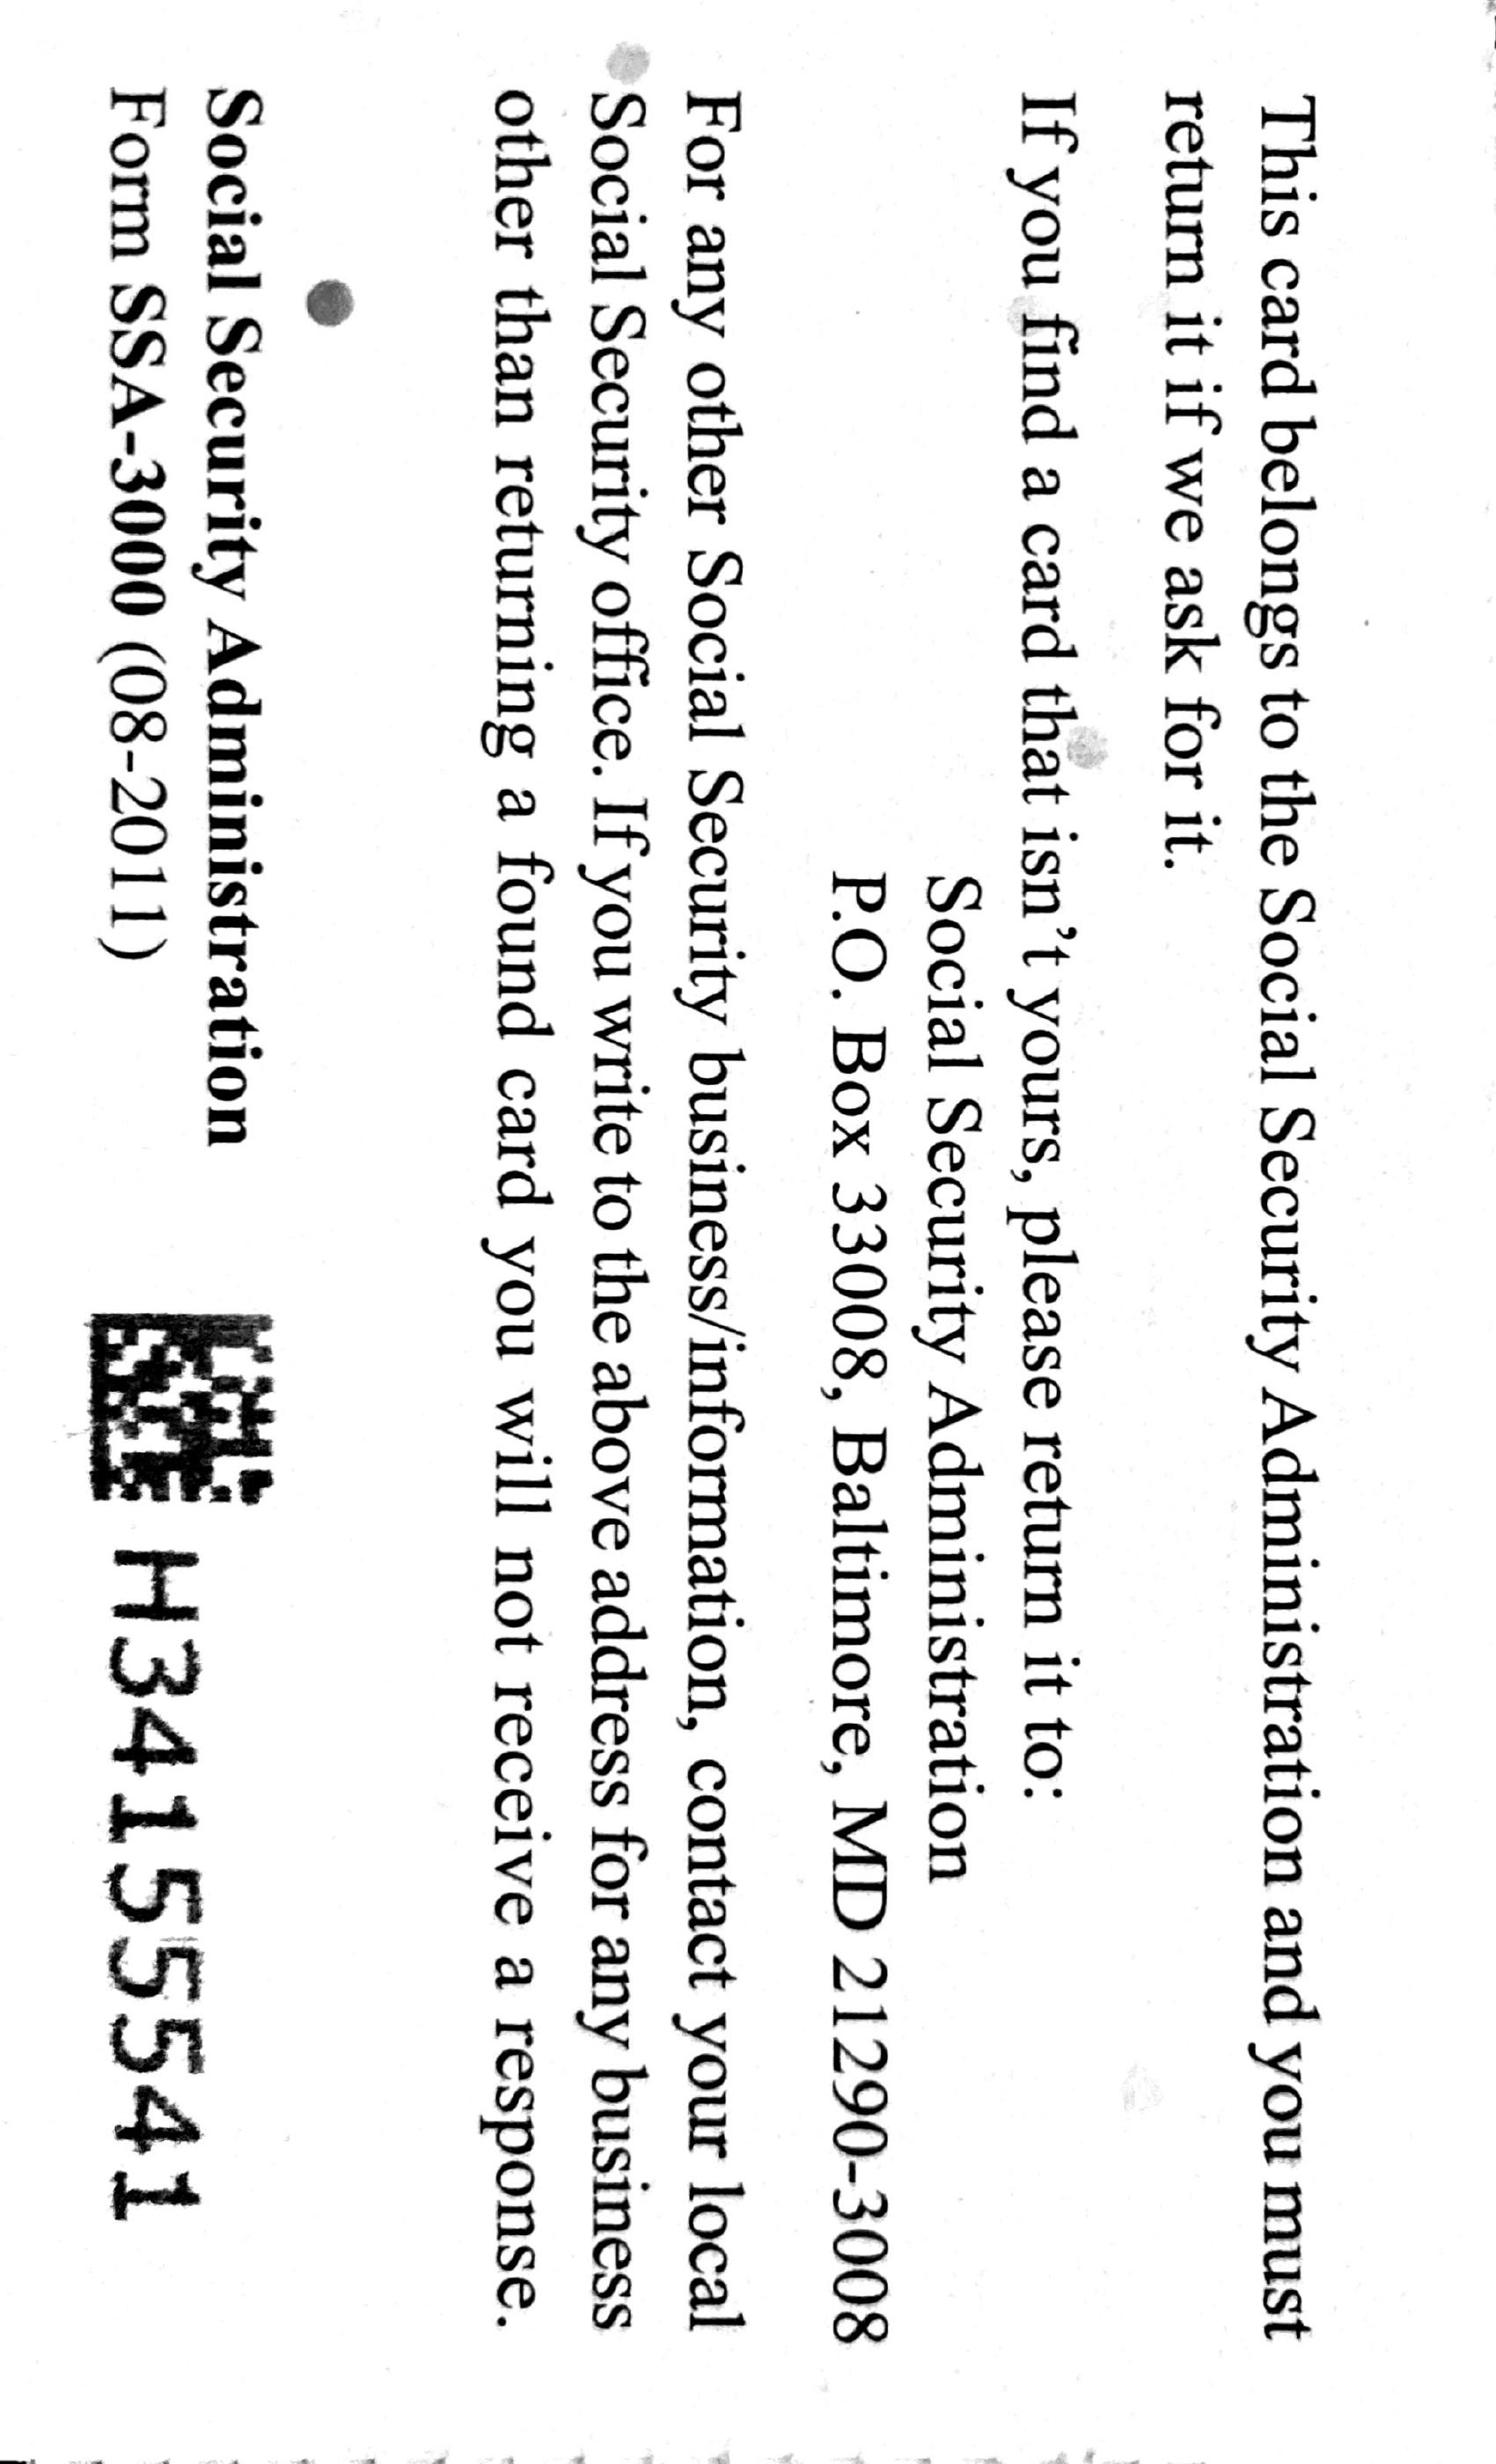 This card belongs to the Social Security Administration and you must
return it if we ask for it.
If you find a card that isn't yours, please return it to:
Social Security Administration
P.O. Box 33008, Baltimore, MD 21290-3008
For any other Social Security business/information, contact your local
Social Security office. If you write to the above address for any business
other than returning a found card you will not receive a response.
Social Security Administration
Form SSA-3000 (08-2011)
H34155541